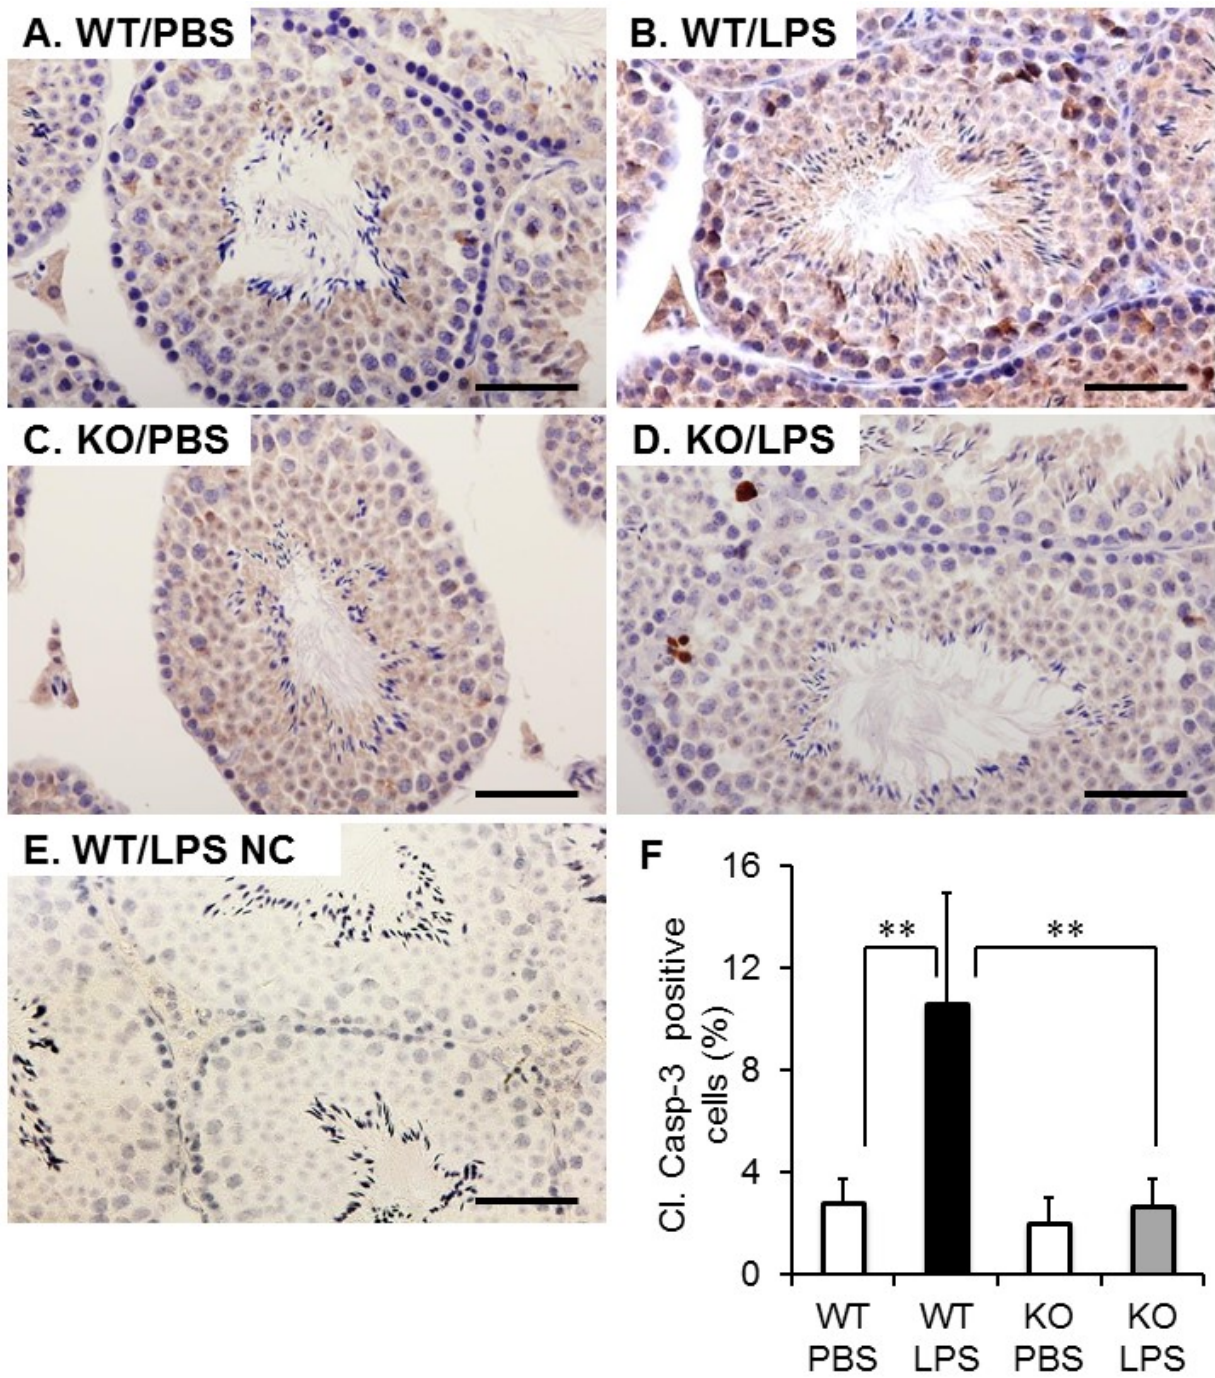 A. WT/PBS
B. WT/LPS
C. KO/PBS
D. KO/LPS
E. WT/LPS NC
F
Cl. Casp-3 positive
cells (%)
16
12
8
4
0
**
**
WT
PBS
WT
LPS
KO
PBS
KO
LPS